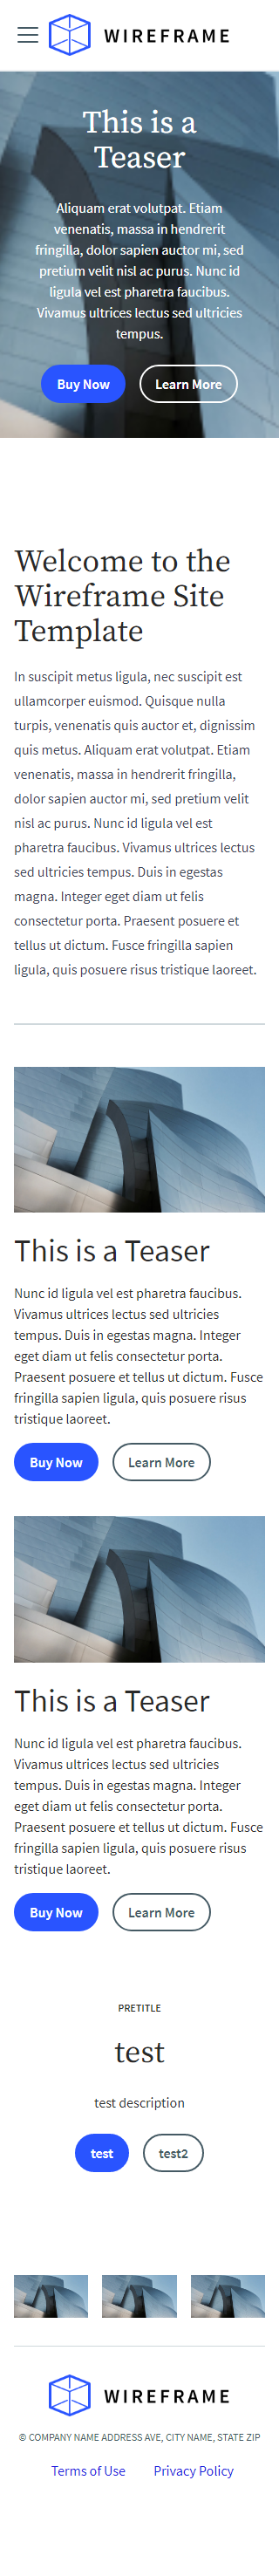 WIREFRAME
This is a
Teaser
Aliquam erat volutpat. Etiam
venenatis, massa in hendrerit
fringilla, dolor sapien auctor mi, sed
pretium velit nisl ac purus. Nunc id
ligula vel est pharetra faucibus.
Vivamus ultrices lectus sed ultricies
tempus.
Buy Now Learn More
Welcome to the
Wireframe Site
Template
In suscipit metus ligula, nec suscipit est
ullamcorper euismod. Quisque nulla
turpis, venenatis quis auctor et, dignissim
quis metus. Aliquam erat volutpat. Etiam
venenatis, massa in hendrerit fringilla,
dolor sapien auctor mi, sed pretium velit
nisl ac purus. Nunc id ligula vel est
pharetra faucibus. Vivamus ultrices lectus
sed ultricies tempus. Duis in egestas
magna. Integer eget diam ut felis
consectetur porta. Praesent posuere et
tellus ut dictum. Fusce fringilla sapien
ligula, quis posuere risus tristique laoreet.
This is a Teaser
Nunc id ligula vel est pharetra faucibus.
Vivamus ultrices lectus sed ultricies
tempus. Duis in egestas magna. Integer
eget diam ut felis consectetur porta.
Praesent posuere et tellus ut dictum. Fusce
fringilla sapien ligula, quis posuere risus
tristique laoreet.
Buy Now Learn More
This is a Teaser
Nunc id ligula vel est pharetra faucibus.
Vivamus ultrices lectus sed ultricies
tempus. Duis in egestas magna. Integer
eget diam ut felis consectetur porta.
Praesent posuere et tellus ut dictum. Fusce
fringilla sapien ligula, quis posuere risus
tristique laoreet.
Buy Now Learn More
PRETITLE
test
test description
test test2
WIREFRAME
© COMPANY NAME ADDRESS AVE, CITY NAME, STATE ZIP
Terms of Use Privacy Policy